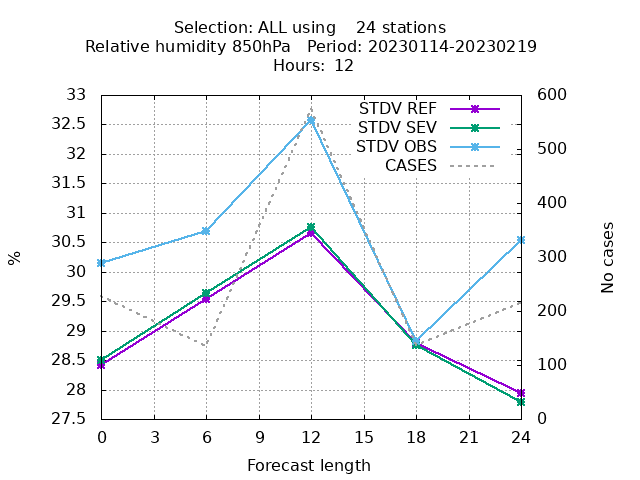 Selection: ALL using    24 stations
Relative humidity 850hPa   Period: 20230114-20230219
Hours: 12
33
32.5
32
31.5
31
30.5
30
29.5
29
28.5
28
27.5
%
STDV REF
STDV SEV
STDV OBS
CASES
600
500
400
300
200
100
0
No cases
0 3 6 9 12 15 18 21 24
Forecast length